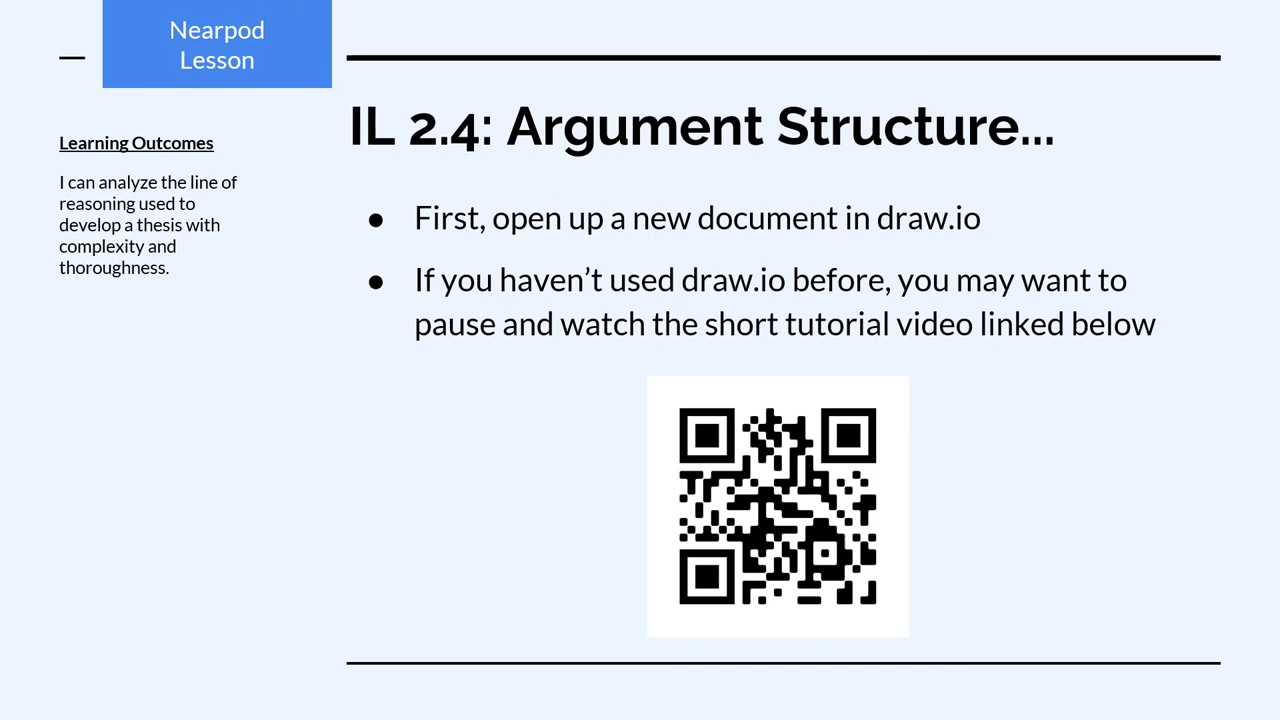 Nearpod
Lesson
IL 2.4: Argument Structure...
Learning Outcomes
I can analyze the line of
reasoning used to
develop a thesis with
complexity and
thoroughness.
● First, open up a new document in draw.io
● If you haven’t used draw.io before, you may want to
pause and watch the short tutorial video linked below